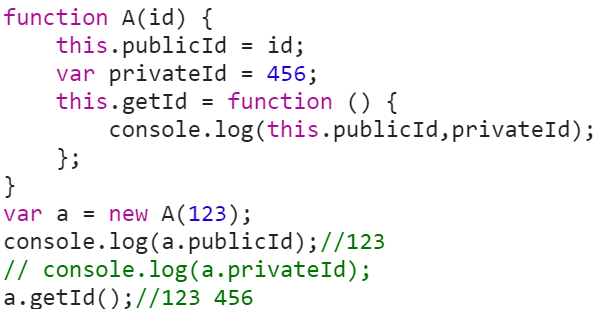 function A(id) {
    this.publicId = id;
    var privateId = 456;
    this.getId = function () {
        console.log(this.publicId,privateId);
    };
}
var a = new A(123);
console.log(a.publicId);//123
// console.log(a.privateId);
a.getId();//123 456